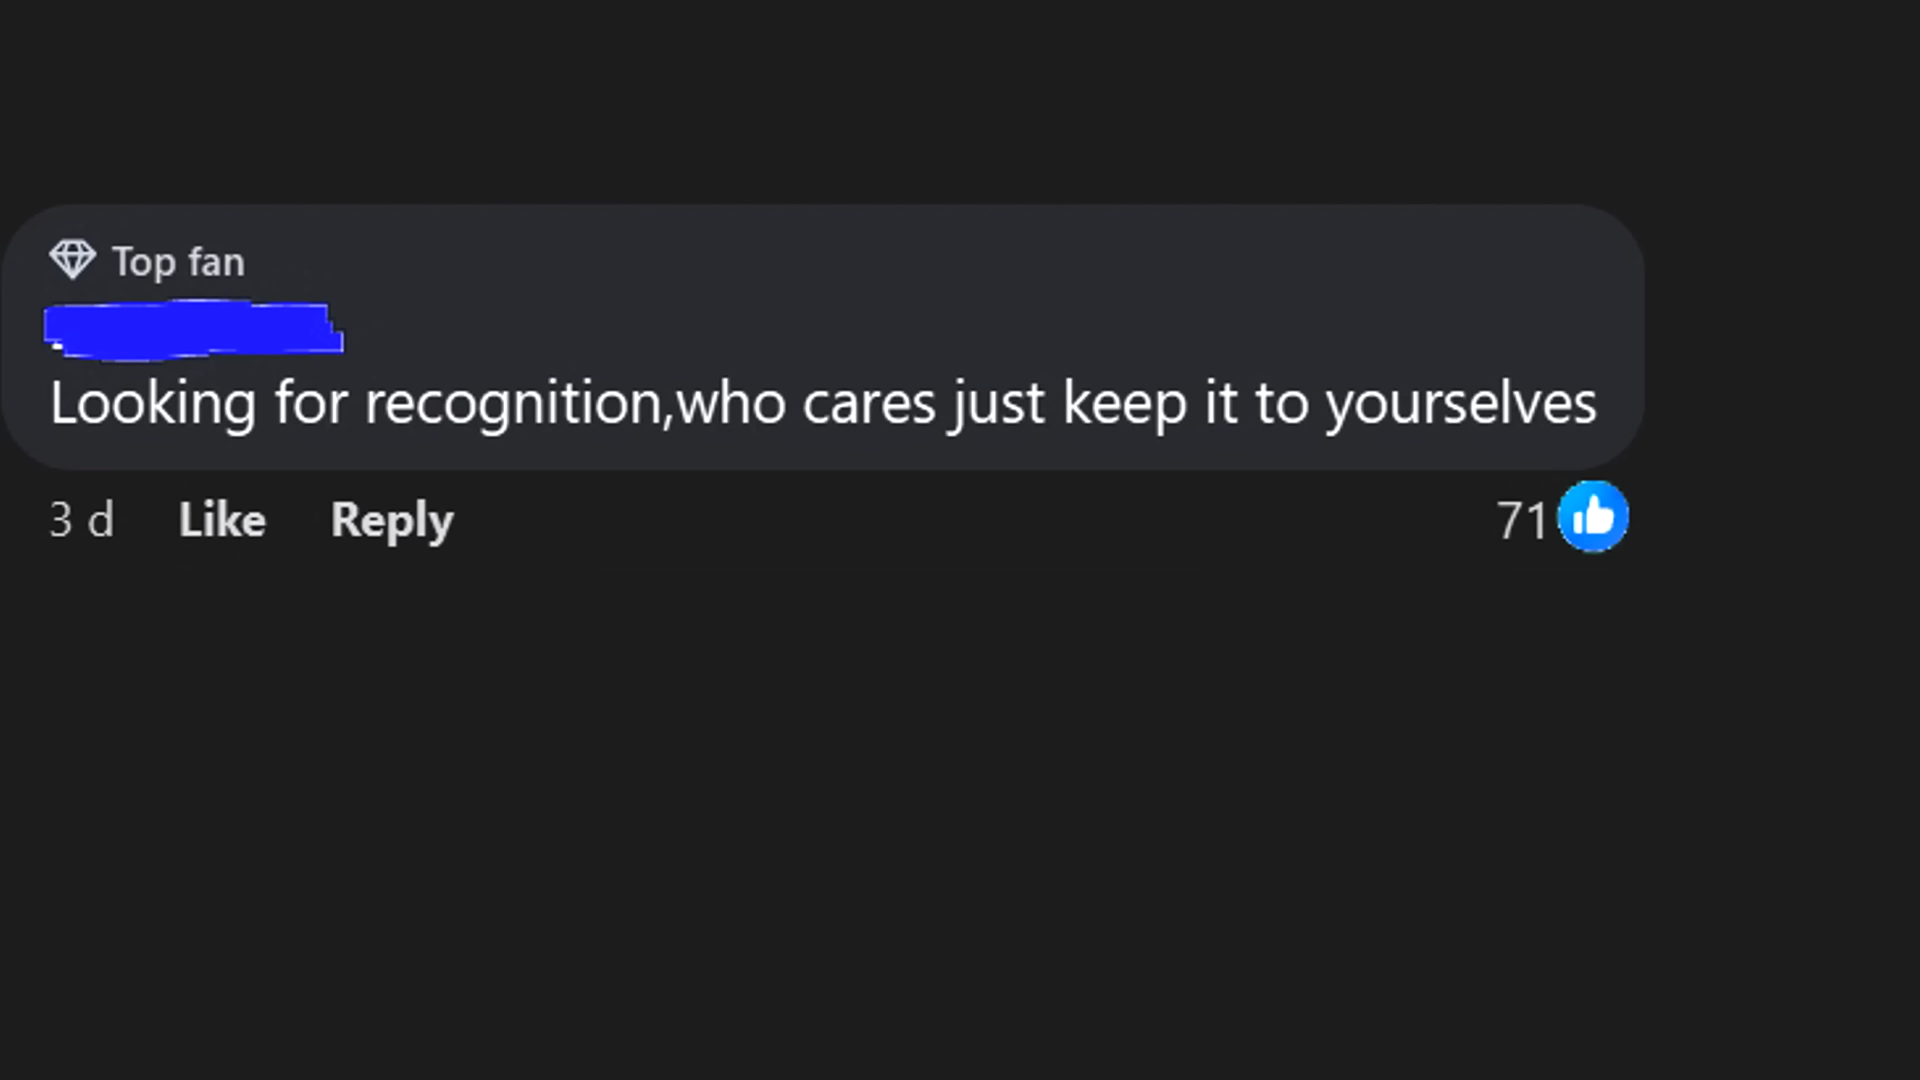 Top fan
Looking for recognition,who cares just keep it to yourselves
3 d Like Reply 71